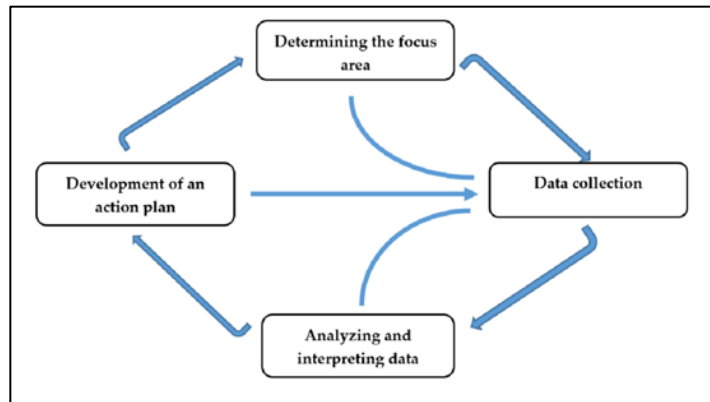 Determining the focus
area
Development of an
action plan
Data collection
Analyzing and
interpreting data